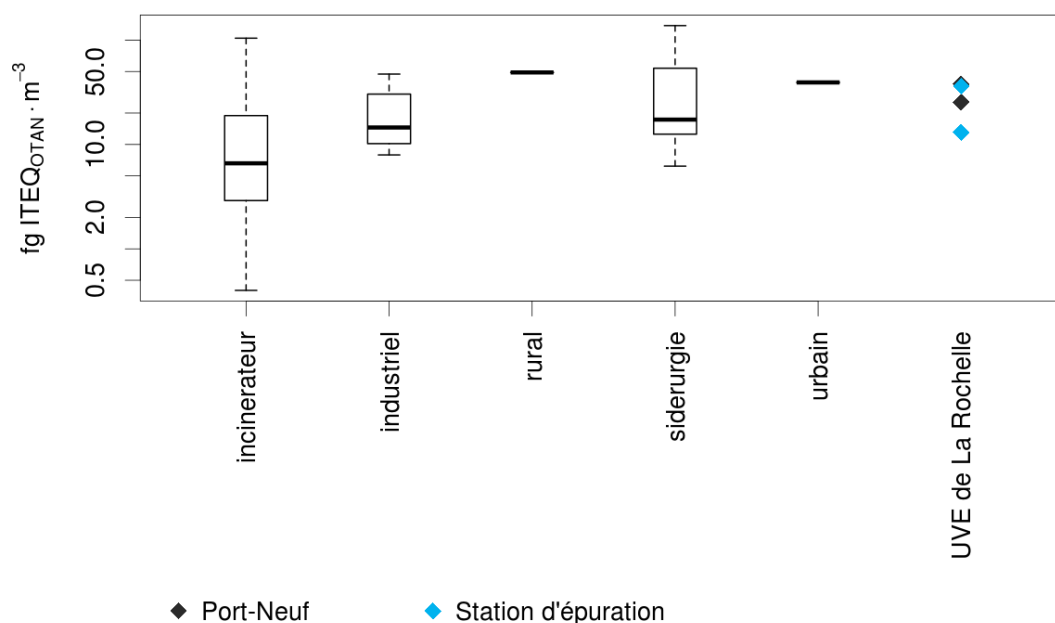 fg ITEQOTAN · m−3
50.0
10.0
2.0
0.5
incinerateur
industriel
rural
siderurgie
urbain
UVE de La Rochelle
Port-Neuf
Station d'épuration